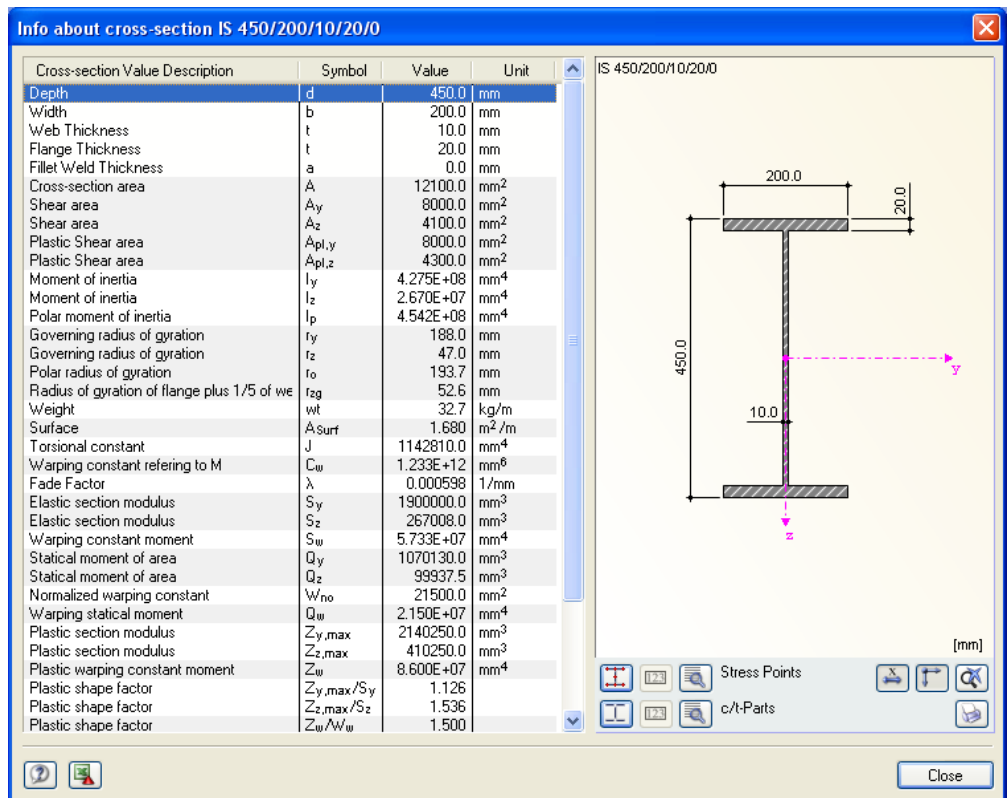 Info about cross-section IS 450/200/10/20/0
Cross-section Value Description Symbol Value Unit
Depth d 450.0 mm
Width b 200.0 mm
Web Thickness t 10.0 mm
Flange Thickness t 20.0 mm
Fillet Weld Thickness a 0.0 mm
Cross-section area A 12100.0 mm2
Shear area Ay 8000.0 mm2
Shear area Az 4100.0 mm2
Plastic Shear area Apl,y 8000.0 mm2
Plastic Shear area Apl,z 4300.0 mm2
Moment of inertia Iy 4.275E+08 mm4
Moment of inertia Iz 2.670E+07 mm4
Polar moment of inertia Ip 4.542E+08 mm4
Governing radius of gyration ry 188.0 mm
Governing radius of gyration rz 47.0 mm
Polar radius of gyration ro 193.7 mm
Radius of gyration of flange plus 1/5 of we rzg 52.6 mm
Weight wt 32.7 kg/m
Surface ASurf 1.680 m2/m
Torsional constant J 1142810.0 mm4
Warping constant refering to M Cw 1.233E+12 mm6
Fade Factor λ 0.000598 1/mm
Elastic section modulus Sy 1900000.0 mm3
Elastic section modulus Sz 267008.0 mm3
Warping constant moment Sw 5.733E+07 mm4
Statical moment of area Qy 1070130.0 mm3
Statical moment of area Qz 99937.5 mm3
Normalized warping constant Wno 21500.0 mm2
Warping statical moment Qw 2.150E+07 mm4
Plastic section modulus Zy,max 2140250.0 mm3
Plastic section modulus Zz,max 410250.0 mm3
Plastic warping constant moment Zw 8.600E+07 mm4
Plastic shape factor Zy,max/Sy 1.126
Plastic shape factor Zz,max/Sz 1.536
Plastic shape factor Zw/Ww 1.500
IS 450/200/10/20/0
200.0
20.0
450.0
y
10.0
z
[mm]
123
Stress Points
x
123
c/t-Parts
?
Close